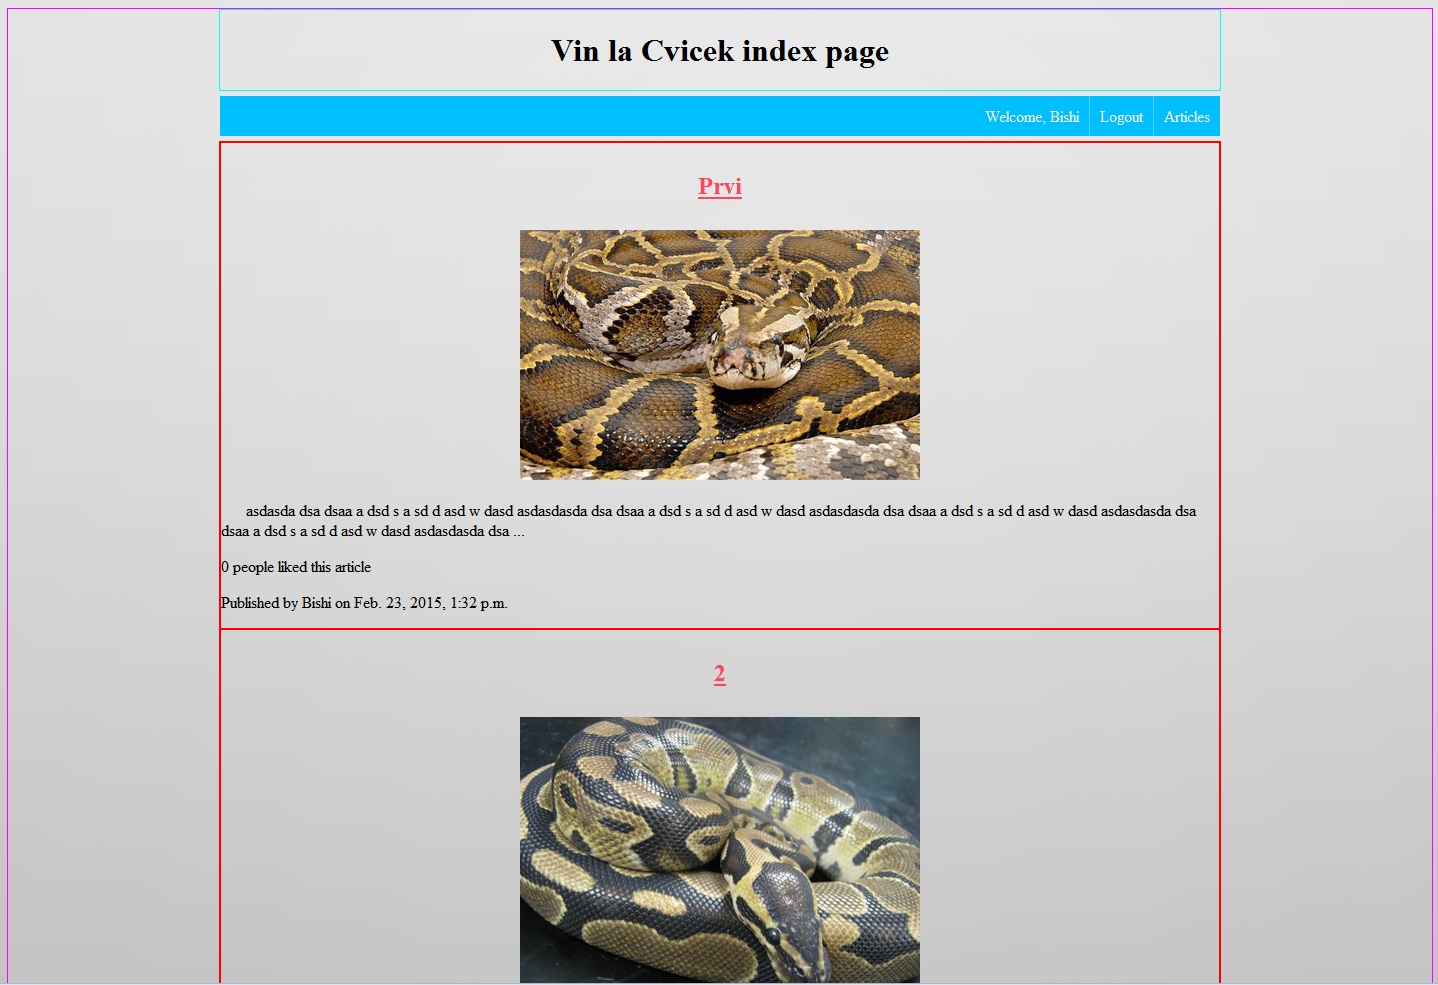 Vin la Cvicek index page
Welcome, Bishi
Logout
Articles
Prvi
asdasda dsa dsaa a dsd s a sd d asd w dasd asdasdasda dsa dsaa a dsd s a sd d asd w dasd asdasdasda dsa dsaa a dsd s a sd d asd w dasd asdasdasda dsa
dsaa a dsd s a sd d asd w dasd asdasdasda dsa ...
0 people liked this article
Published by Bishi on Feb. 23, 2015, 1:32 p.m.
2